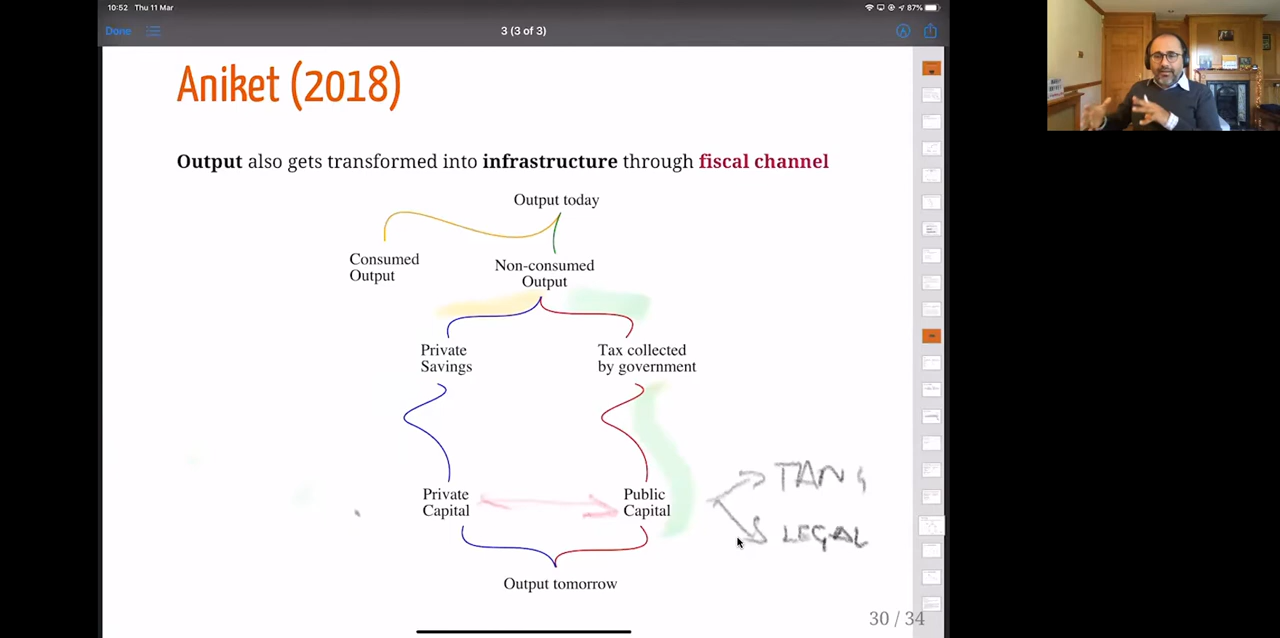 10:52 Thu 11 Mar
87%
Done
3 (3 of 3)
Aniket (2018)
Output also gets transformed into infrastructure through fiscal channel
Output today
Consumed
Output
Non-consumed
Output
Private
Savings
Tax collected
by government
Private
Capital
Public
Capital
TAN
LEGAL
Output tomorrow
30 / 34